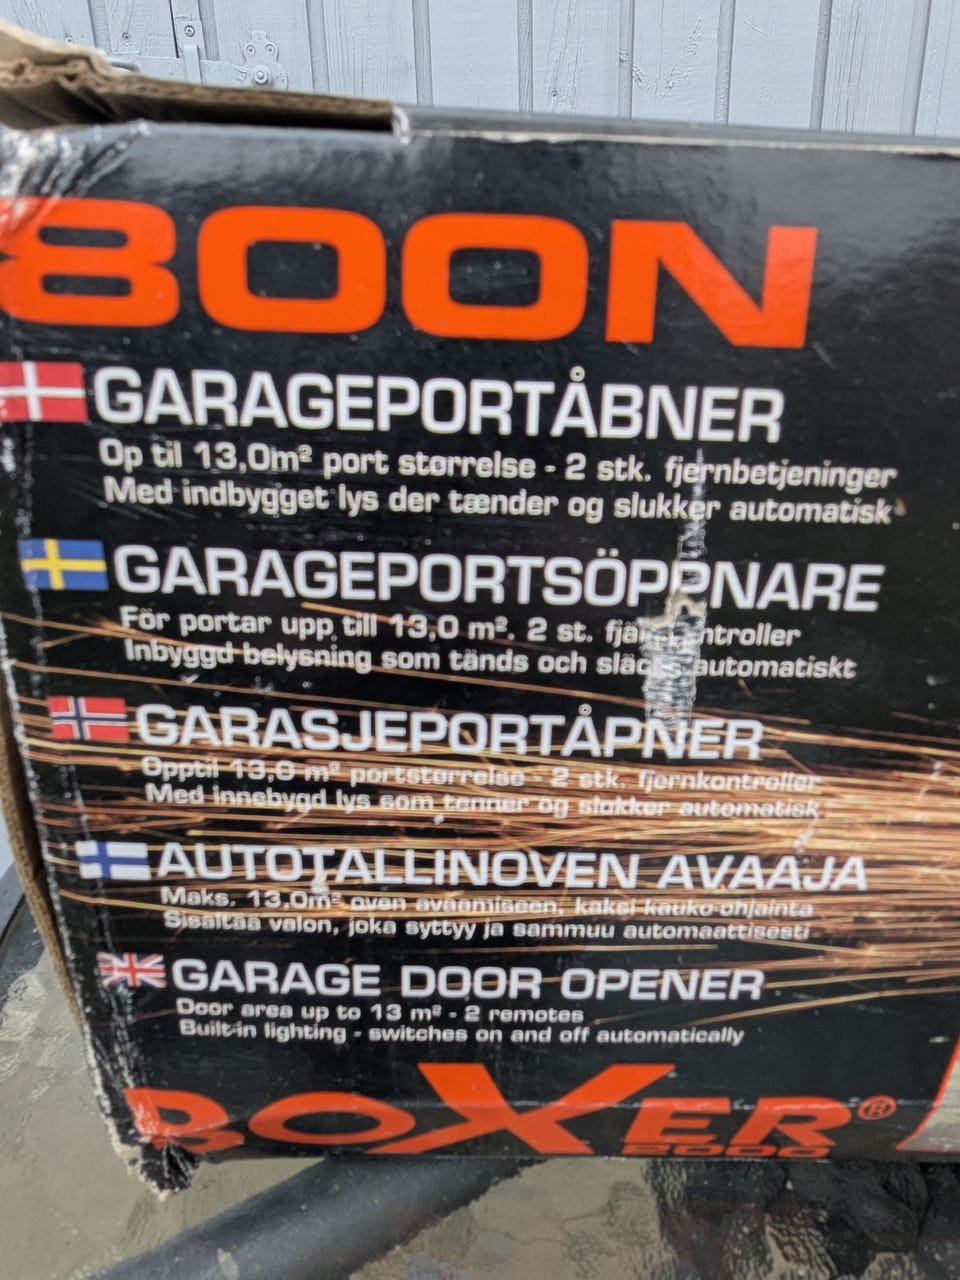 800N
GARAGEPORTÅBNER
Op til 13,0m² port størrelse - 2 stk. fjernbetjeninger
Med indbygget lys der tænder og slukker automatisk
GARAGEPORTSÖPPNARE
För portar upp till 13,0 m². 2 st.
Inbyggd belysning som tänds och automatiskt
GARASJEPORTÅPNER
Opptil 13,0 m² portstørrelse - 2 stk. fjernkontroller
Med innebygd lys som tenner og slukker automatisk
AUTOTALLINOVEN AVAAJA
Maks. 13,0m² oven avaamiseen, kaksi kauko-ohjainta
Sisältää valon, joka syttyy ja sammuu automaattisesti
GARAGE DOOR OPENER
Door area up to 13 m² - 2 remotes
Built-in lighting - switches on and off automatically
BOXER®
2000